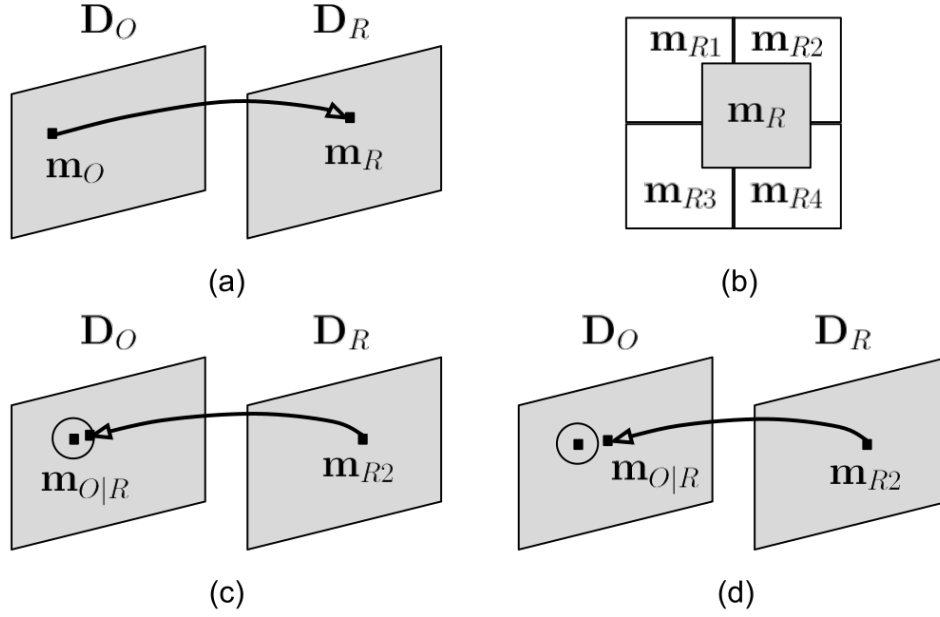 D_O D_R
m_R1 m_R2
m_R
m_O m_R
m_R3 m_R4
(a) (b)
D_O D_R D_O D_R
m_O|R m_R2 m_O|R m_R2
(c) (d)